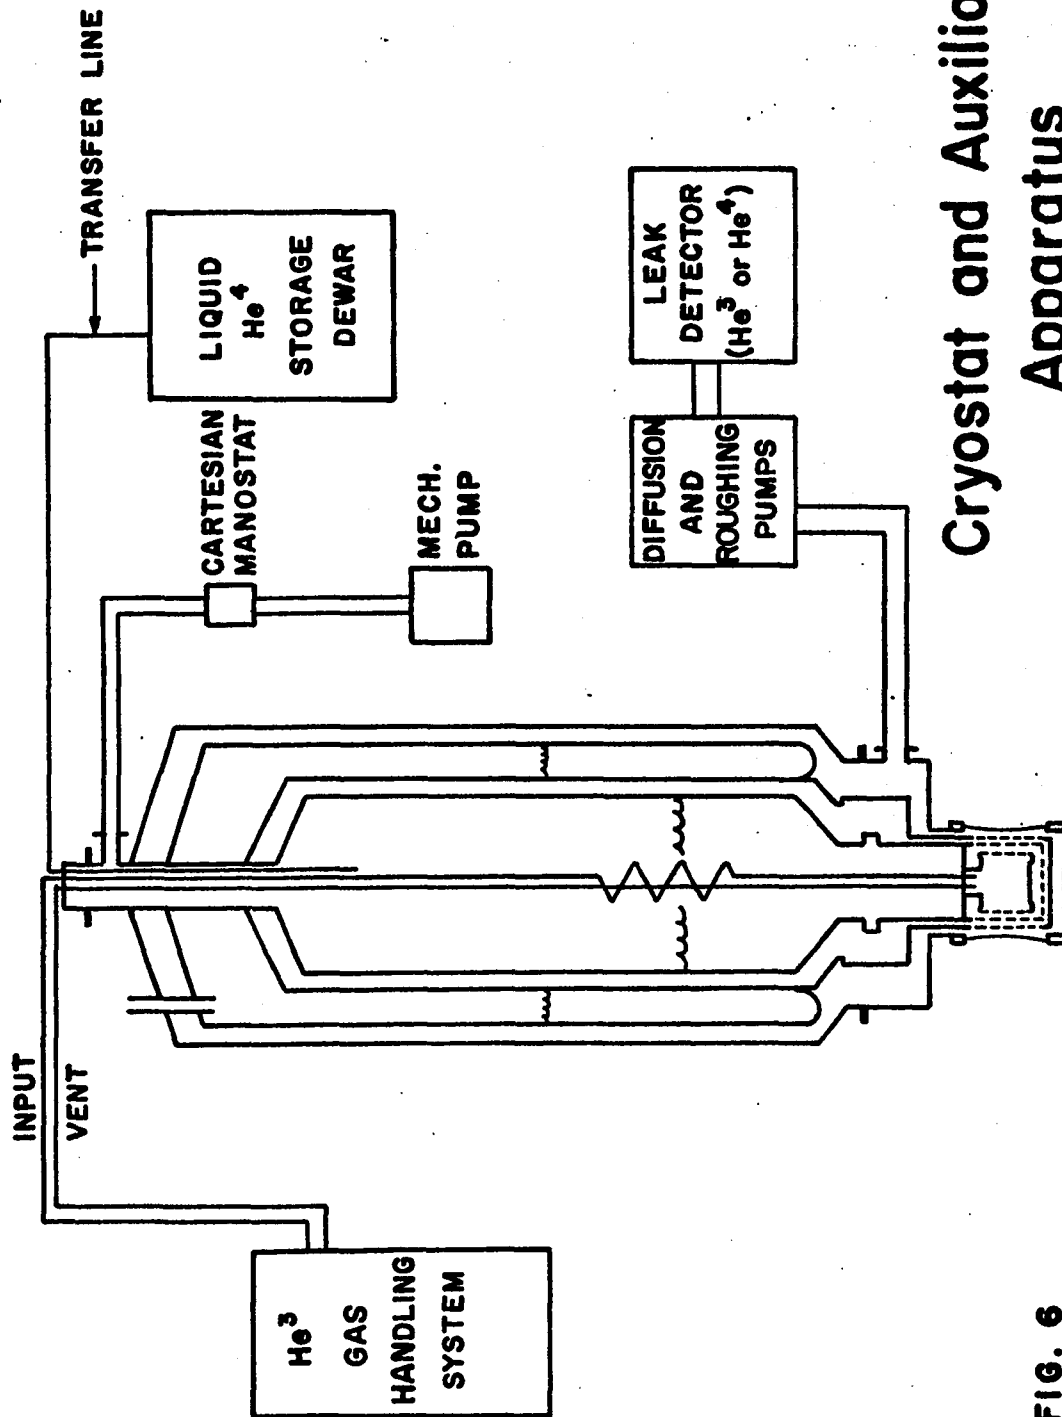 INPUT
VENT
He³
GAS
HANDLING
SYSTEM
TRANSFER LINE
LIQUID
He⁴
STORAGE
DEWAR
CARTESIAN
MANOSTAT
MECH.
PUMP
DIFFUSION
AND
ROUGHING
PUMPS
LEAK
DETECTOR
(He³ or He⁴)
FIG. 6
Cryostat and Auxilia
Apparatus